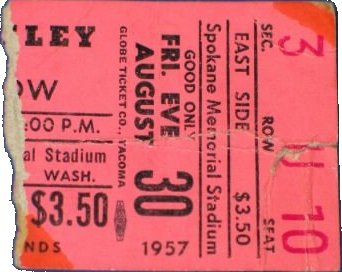 LEY
OW
:00 P.M.
al Stadium
WASH.
$3.50
NDS
GLOBE TICKET CO., TACOMA
AUGUST
FRI. EVE.
30
1957
GOOD ONLY
Spokane Memorial Stadium
EAST SIDE
$3.50
SEC.
ROW
SEAT
3
10